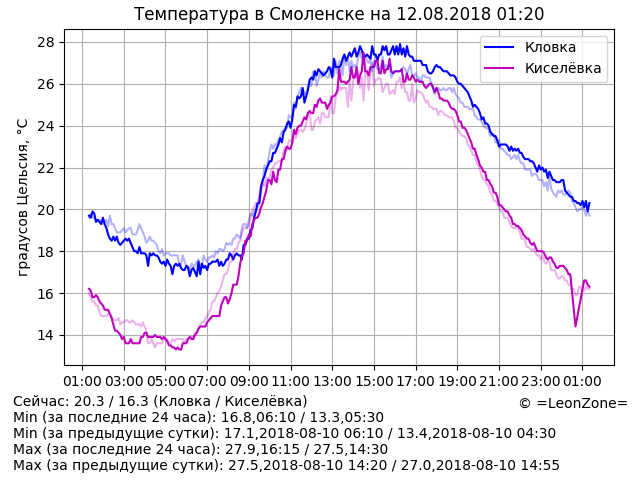 Температура в Смоленске на 12.08.2018 01:20
градусов Цельсия, °C
28
26
24
22
20
18
16
14
Кловка
Киселёвка
01:00 03:00 05:00 07:00 09:00 11:00 13:00 15:00 17:00 19:00 21:00 23:00 01:00
Сейчас: 20.3 / 16.3 (Кловка / Киселёвка)
© =LeonZone=
Min (за последние 24 часа): 16.8,06:10 / 13.3,05:30
Min (за предыдущие сутки): 17.1,2018-08-10 06:10 / 13.4,2018-08-10 04:30
Max (за последние 24 часа): 27.9,16:15 / 27.5,14:30
Max (за предыдущие сутки): 27.5,2018-08-10 14:20 / 27.0,2018-08-10 14:55